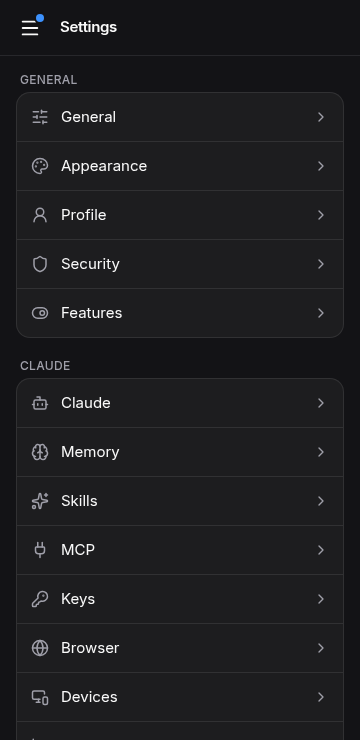 Settings
GENERAL
General
Appearance
Profile
Security
Features
CLAUDE
Claude
Memory
Skills
MCP
Keys
Browser
Devices